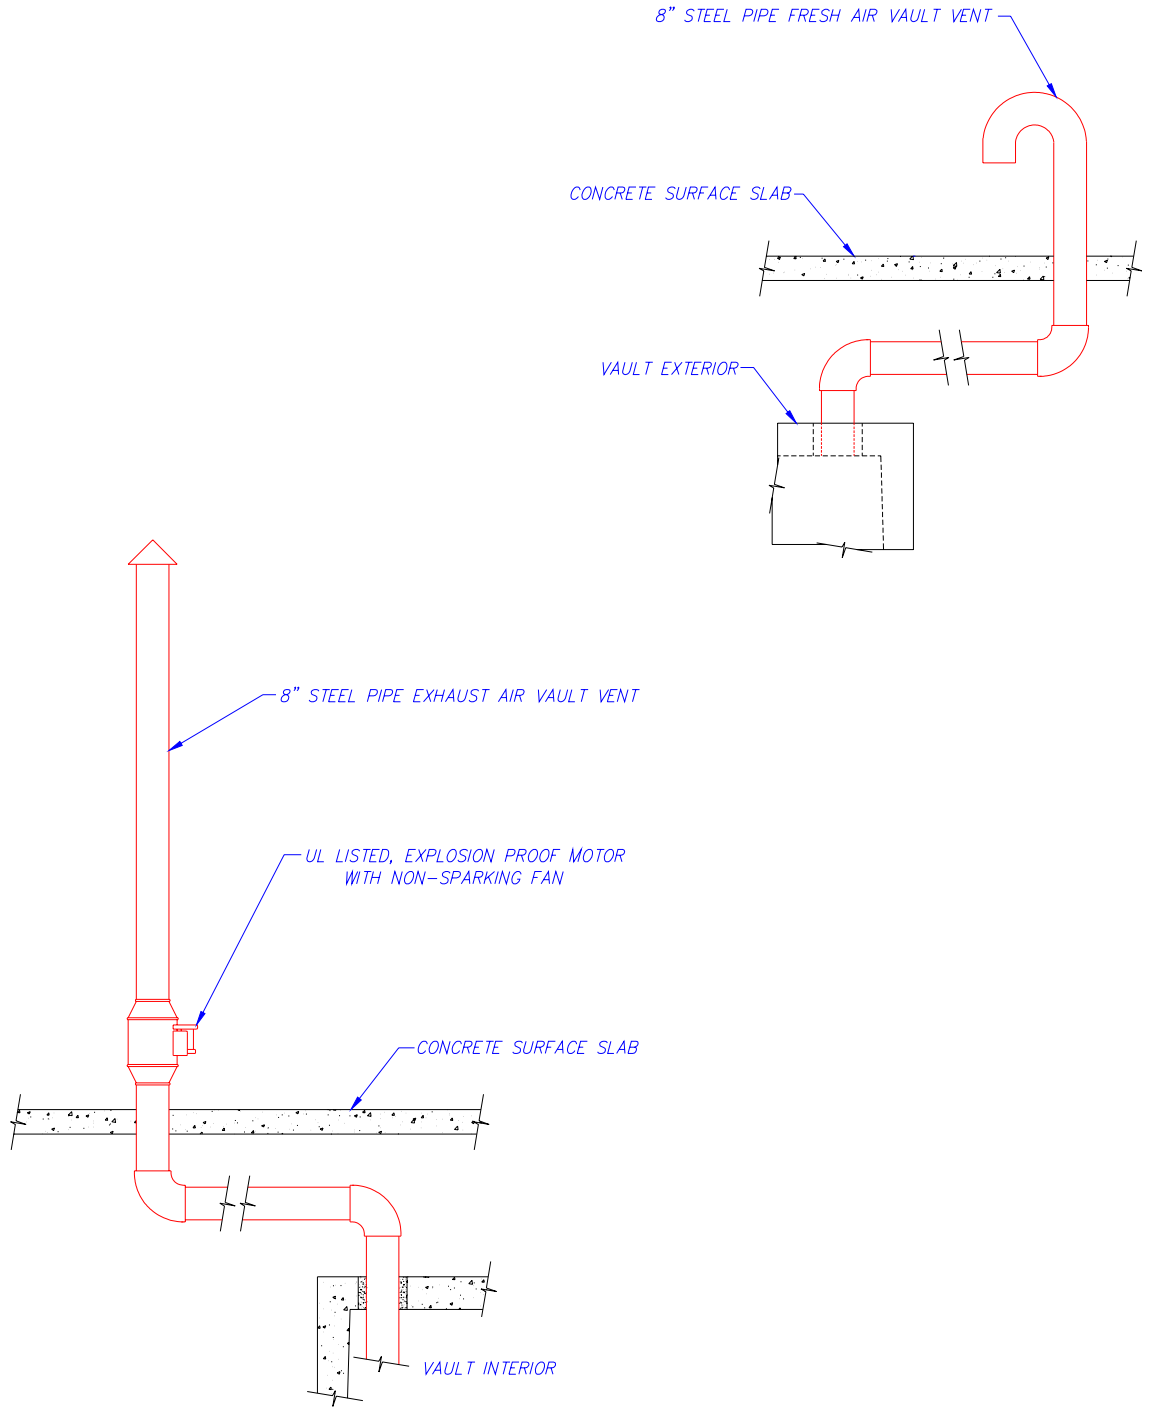 8” STEEL PIPE FRESH AIR VAULT VENT
CONCRETE SURFACE SLAB
VAULT EXTERIOR
8” STEEL PIPE EXHAUST AIR VAULT VENT
UL LISTED, EXPLOSION PROOF MOTOR
WITH NON-SPARKING FAN
CONCRETE SURFACE SLAB
VAULT INTERIOR